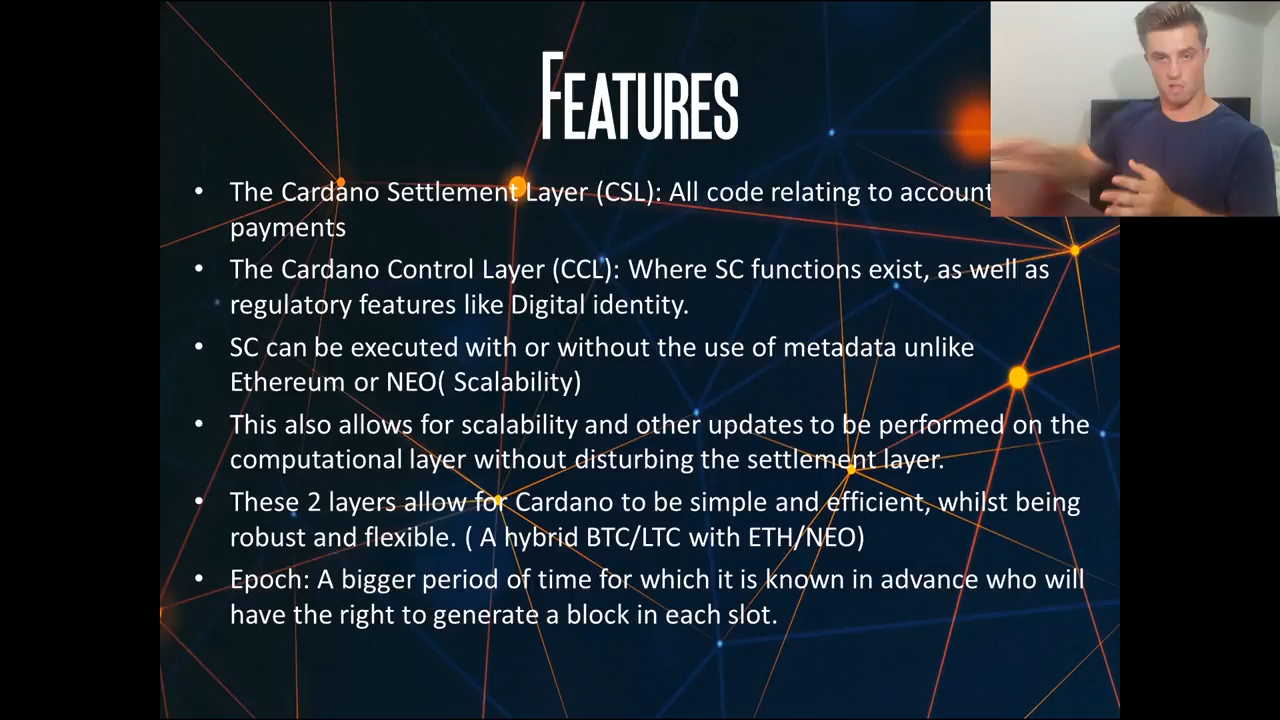 FEATURES
• The Cardano Settlement Layer (CSL): All code relating to account
payments
• The Cardano Control Layer (CCL): Where SC functions exist, as well as
regulatory features like Digital identity.
• SC can be executed with or without the use of metadata unlike
Ethereum or NEO( Scalability)
• This also allows for scalability and other updates to be performed on the
computational layer without disturbing the settlement layer.
• These 2 layers allow for Cardano to be simple and efficient, whilst being
robust and flexible. ( A hybrid BTC/LTC with ETH/NEO)
• Epoch: A bigger period of time for which it is known in advance who will
have the right to generate a block in each slot.